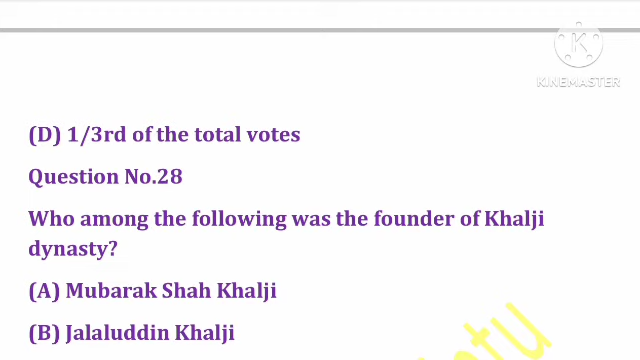 KINEMASTER
(D) 1/3rd of the total votes
Question No.28
Who among the following was the founder of Khalji
dynasty?
(A) Mubarak Shah Khalji
(B) Jalaluddin Khalji